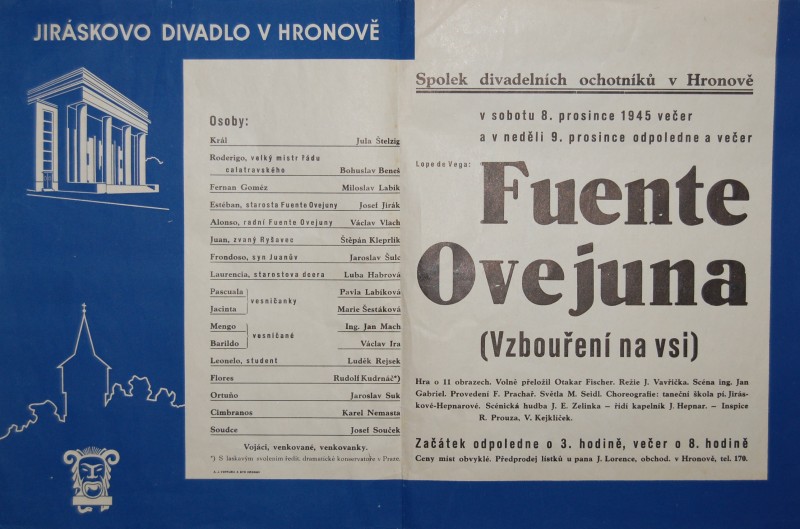 JIRÁSKOVO DIVADLO V HRONOVĚ
Osoby:
Král Jula Štelzig
Roderigo, velký mistr řádu
calatravského Bohuslav Beneš
Fernan Goméz Miloslav Labík
Estéban, starosta Fuente Ovejuny Josef Jirák
Alonso, radní Fuente Ovejuny Václav Vlach
Juan, zvaný Ryšavec Štěpán Kleprlík
Frondoso, syn Juanův Jaroslav Šulc
Laurencia, starostova dcera Luba Habrová
Pascuala Pavla Labíková
vesničanky
Jacinta Marie Šestáková
Mengo Ing. Jan Mach
vesničané
Barildo Václav Ira
Leonelo, student Luděk Rejsek
Flores Rudolf Kudrnáč*)
Ortuño Jaroslav Suk
Cimbranos Karel Nemasta
Soudce Josef Souček
Vojáci, venkované, venkovanky.
*) S laskavým svolením ředit. dramatické konservatoře v Praze.
Spolek divadelních ochotníků v Hronově
v sobotu 8. prosince 1945 večer
a v neděli 9. prosince odpoledne a večer
Lope de Vega:
Fuente
Ovejuna
(Vzbouření na vsi)
Hra o 11 obrazech. Volně přeložil Otakar Fischer. Režie J. Vavřička. Scéna ing. Jan
Gabriel. Provedení F. Prachař. Světla M. Seidl. Choreografie: taneční škola pí. Jirás-
kové-Hepnarové. Scénická hudba J. E. Zelinka – řídí kapelník J. Hepnar. – Inspice
R. Prouza, V. Kejklíček.
Začátek odpoledne o 3. hodině, večer o 8. hodině
Ceny míst obvyklé. Předprodej lístků u pana J. Lorence, obchod. v Hronově, tel. 170.